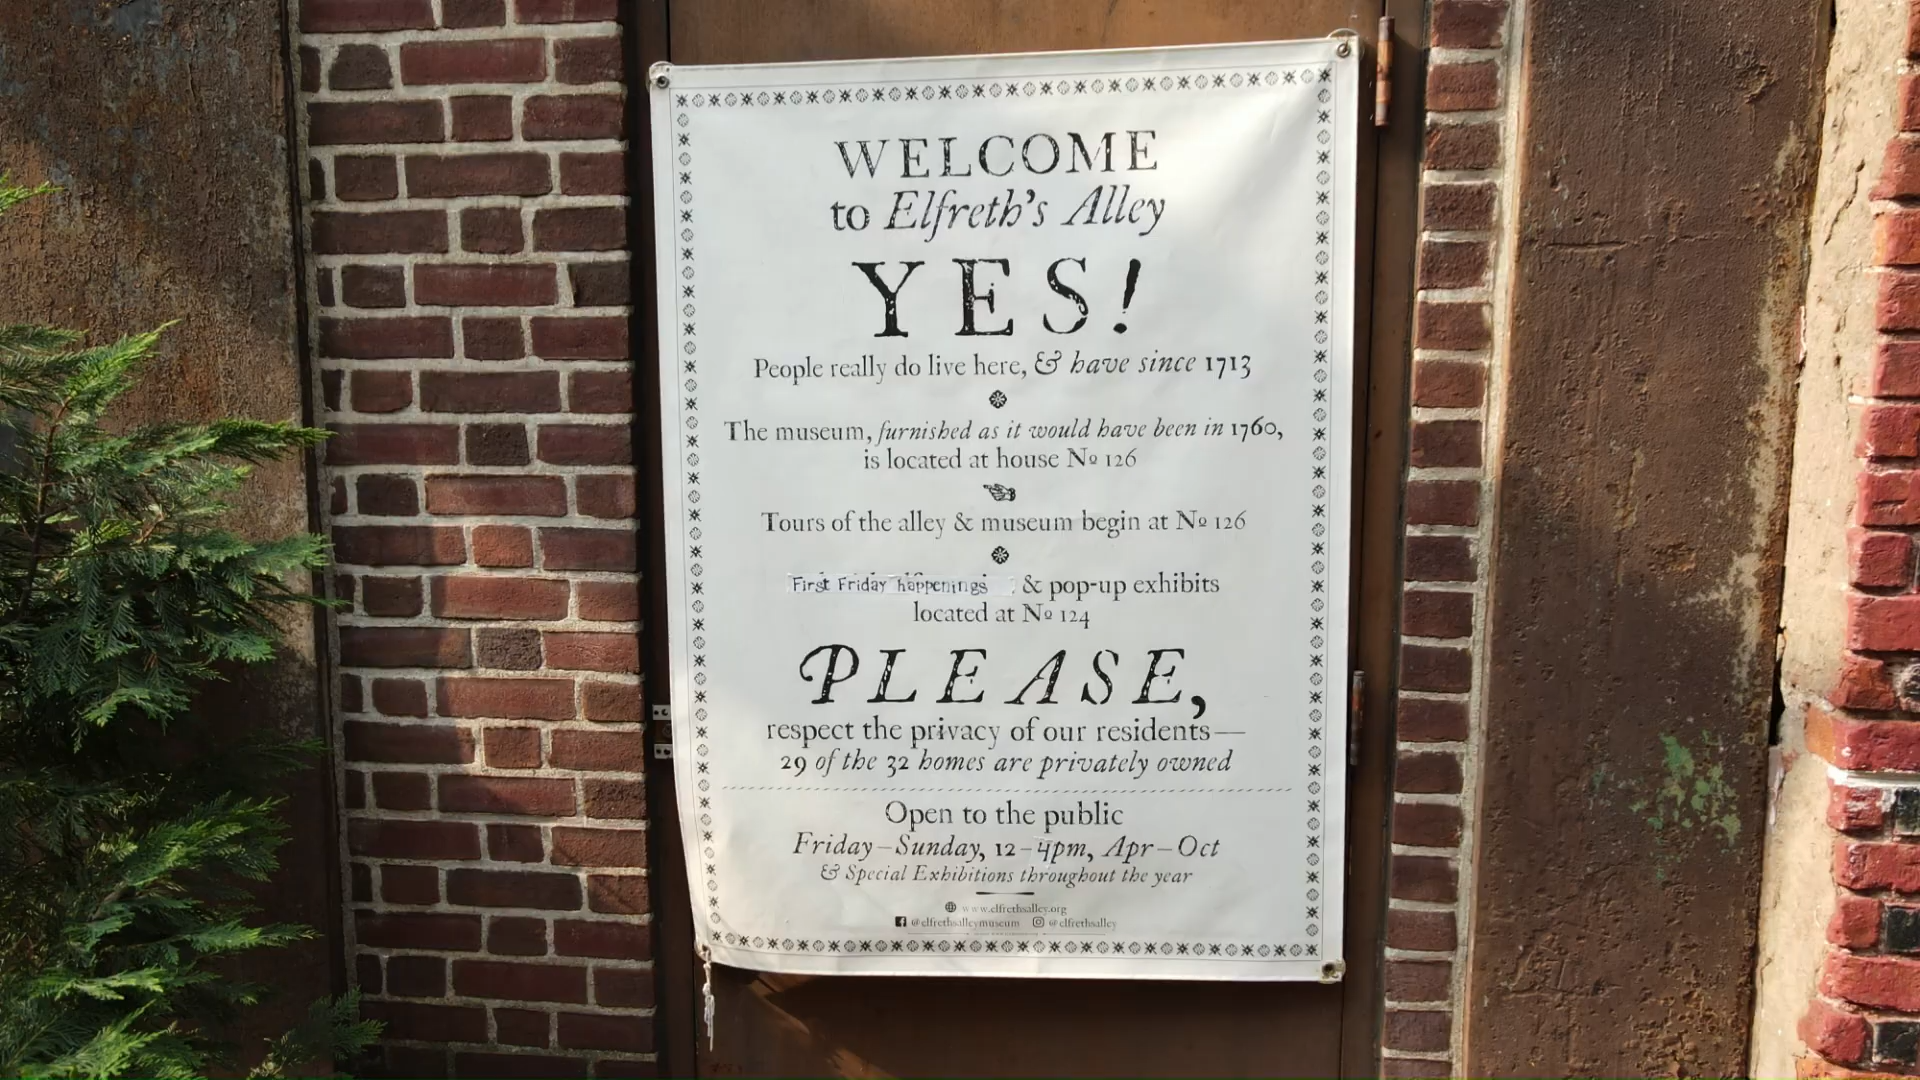 WELCOME
to Elfreth's Alley
YES!
People really do live here, & have since 1713
The museum, furnished as it would have been in 1760,
is located at house Nº 126
Tours of the alley & museum begin at Nº 126
First Friday happenings & pop-up exhibits
located at Nº 124
PLEASE,
respect the privacy of our residents—
29 of the 32 homes are privately owned
Open to the public
Friday–Sunday, 12–4pm, Apr–Oct
& Special Exhibitions throughout the year
www.elfrethsalley.org
@elfrethsalleymuseum @elfrethsalley